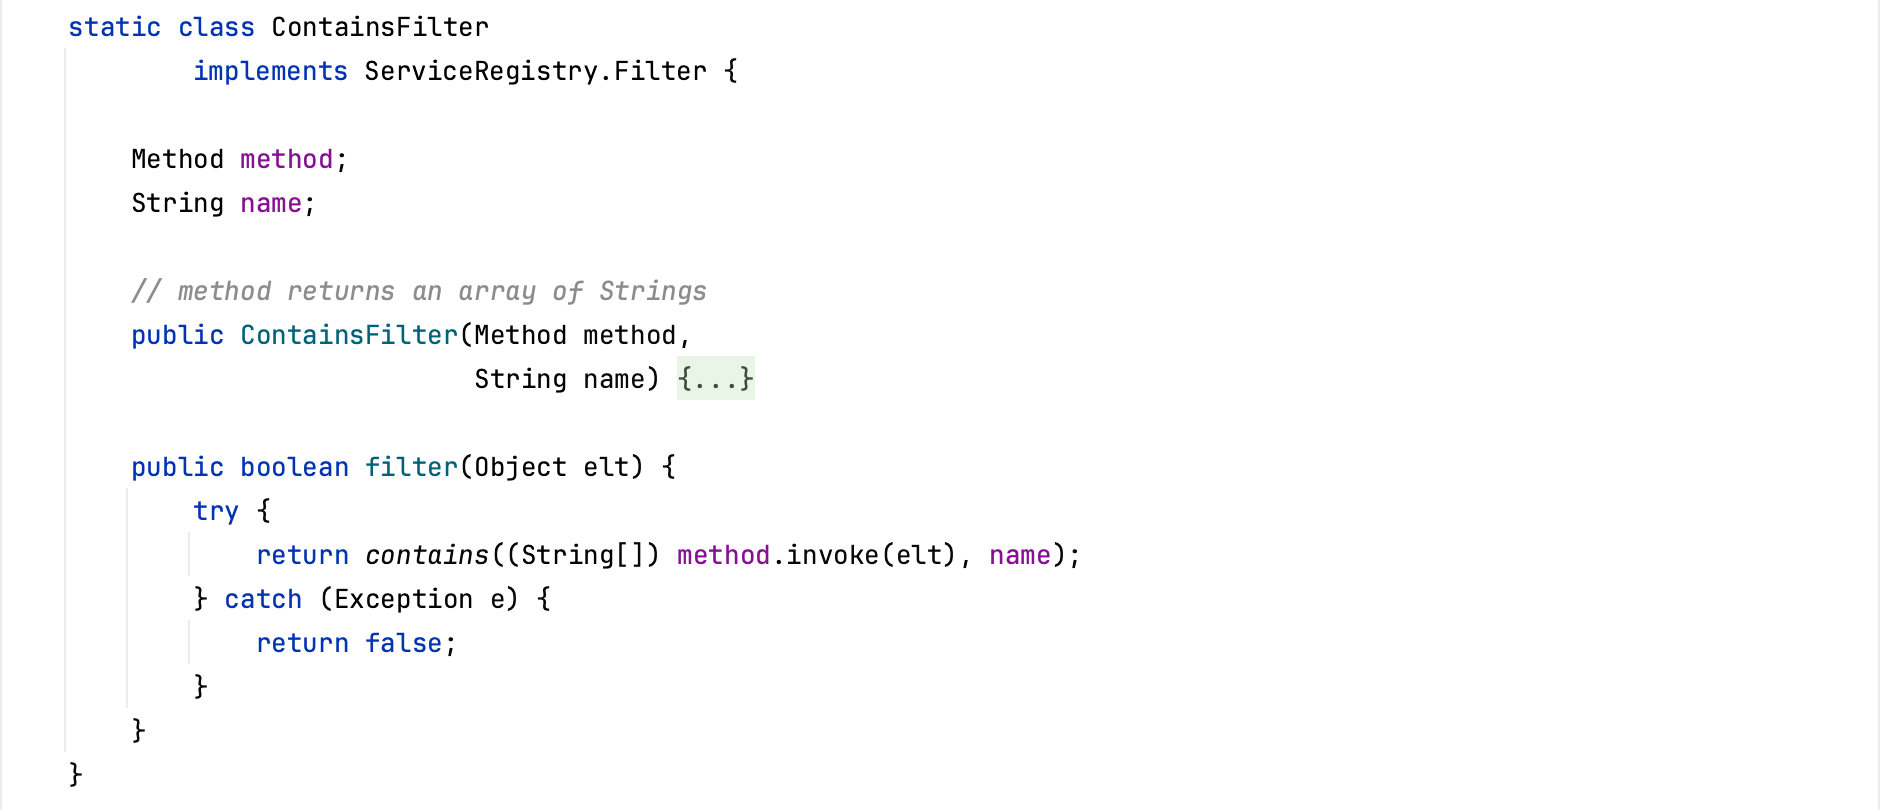 static class ContainsFilter
implements ServiceRegistry.Filter {
Method method;
String name;
// method returns an array of Strings
public ContainsFilter(Method method,
String name) {...}
public boolean filter(Object elt) {
try {
return contains((String[]) method.invoke(elt), name);
} catch (Exception e) {
return false;
}
}
}